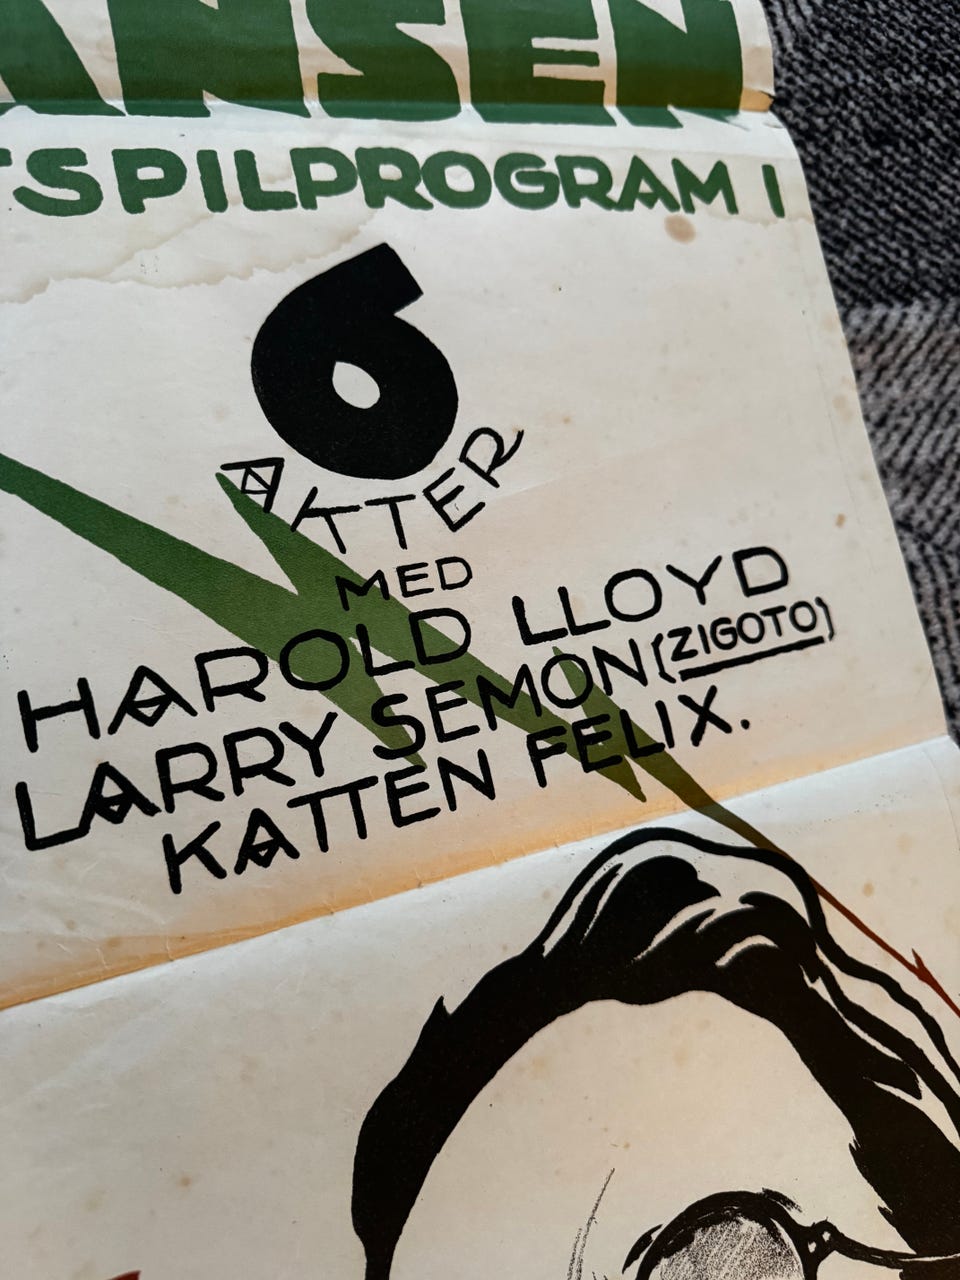 ANSEN
TSPILPROGRAM I
6
AKTER
MED
HAROLD LLOYD
LARRY SEMON (ZIGOTO)
KATTEN FELIX.